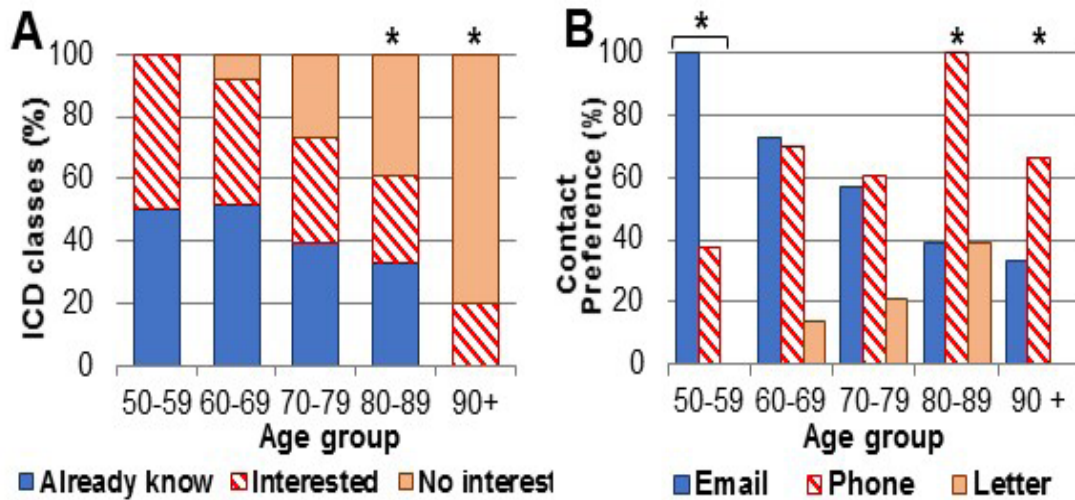 A
* *
ICD classes (%)
100
80
60
40
20
0
50-59 60-69 70-79 80-89 90+
Age group
Already know Interested No interest
B
* * *
Contact
Preference (%)
100
80
60
40
20
0
50-59 60-69 70-79 80-89 90 +
Age group
Email Phone Letter